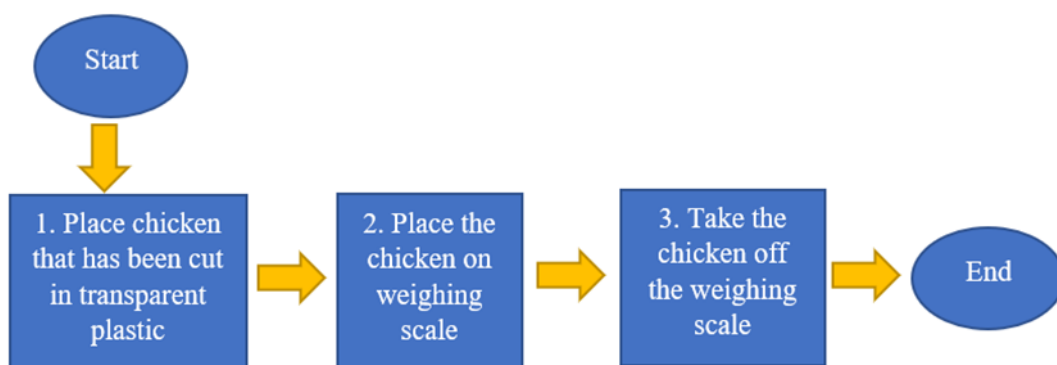 Start
1. Place chicken
that has been cut
in transparent
plastic
2. Place the
chicken on
weighing
scale
3. Take the
chicken off
the weighing
scale
End